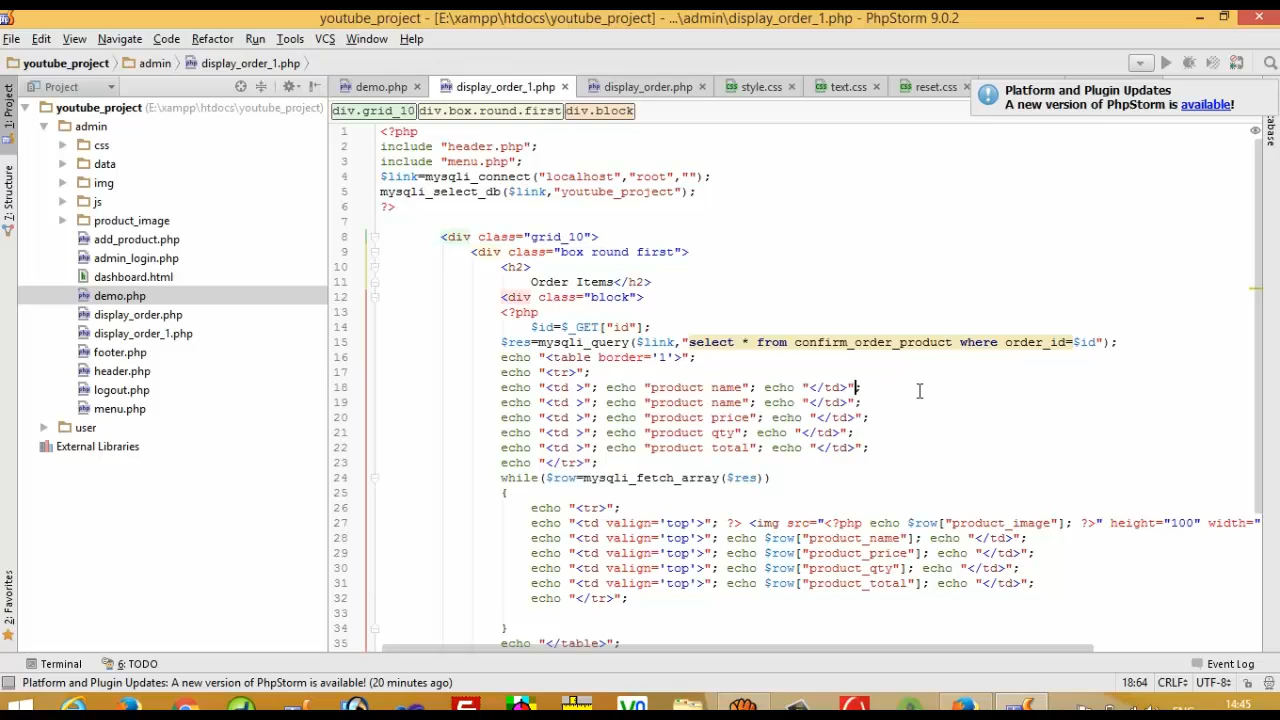 youtube_project - [E:\xampp\htdocs\youtube_project] - ...\admin\display_order_1.php - PhpStorm 9.0.2
File Edit View Navigate Code Refactor Run Tools VCS Window Help
youtube_project admin display_order_1.php
Project
demo.php display_order_1.php display_order.php style.css text.css reset.css
Platform and Plugin Updates
A new version of PhpStorm is available!
1: Project
7: Structure
2: Favorites
youtube_project (E:\xampp\htdocs\youtube_project)
admin
css
data
img
js
product_image
add_product.php
admin_login.php
dashboard.html
demo.php
display_order.php
display_order_1.php
footer.php
header.php
logout.php
menu.php
user
External Libraries
div.grid_10 div.box.round.first div.block
1 <?php
2 include "header.php";
3 include "menu.php";
4 $link=mysqli_connect("localhost","root","");
5 mysqli_select_db($link,"youtube_project");
6 ?>
7
8 <div class="grid_10">
9 <div class="box round first">
10 <h2>
11 Order Items</h2>
12 <div class="block">
13 <?php
14 $id=$_GET["id"];
15 $res=mysqli_query($link,"select * from confirm_order_product where order_id=$id");
16 echo "<table border='1'>";
17 echo "<tr>";
18 echo "<td >"; echo "product name"; echo "</td>";
19 echo "<td >"; echo "product name"; echo "</td>";
20 echo "<td >"; echo "product price"; echo "</td>";
21 echo "<td >"; echo "product qty"; echo "</td>";
22 echo "<td >"; echo "product total"; echo "</td>";
23 echo "</tr>";
24 while($row=mysqli_fetch_array($res))
25 {
26 echo "<tr>";
27 echo "<td valign='top'>"; ?> <img src="<?php echo $row["product_image"]; ?>" height="100" width="
28 echo "<td valign='top'>"; echo $row["product_name"]; echo "</td>";
29 echo "<td valign='top'>"; echo $row["product_price"]; echo "</td>";
30 echo "<td valign='top'>"; echo $row["product_qty"]; echo "</td>";
31 echo "<td valign='top'>"; echo $row["product_total"]; echo "</td>";
32 echo "</tr>";
33
34 }
35 echo "</table>";
Terminal 6: TODO Event Log
Platform and Plugin Updates: A new version of PhpStorm is available! (20 minutes ago) 18:64 CRLF UTF-8
14:45